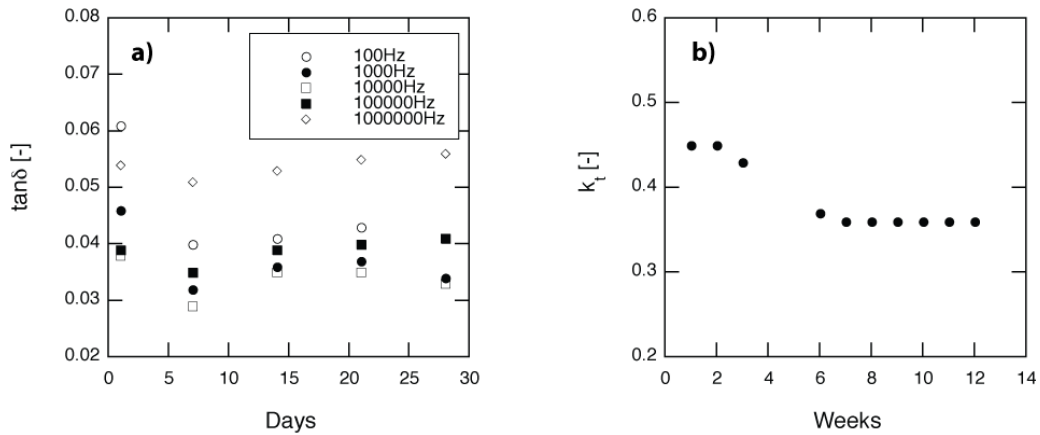 a)
100Hz
1000Hz
10000Hz
100000Hz
1000000Hz
0.08
0.07
0.06
0.05
0.04
0.03
0.02
tanδ [-]
0 5 10 15 20 25 30
Days
b)
0.6
0.5
0.4
0.3
0.2
k_t [-]
0 2 4 6 8 10 12 14
Weeks